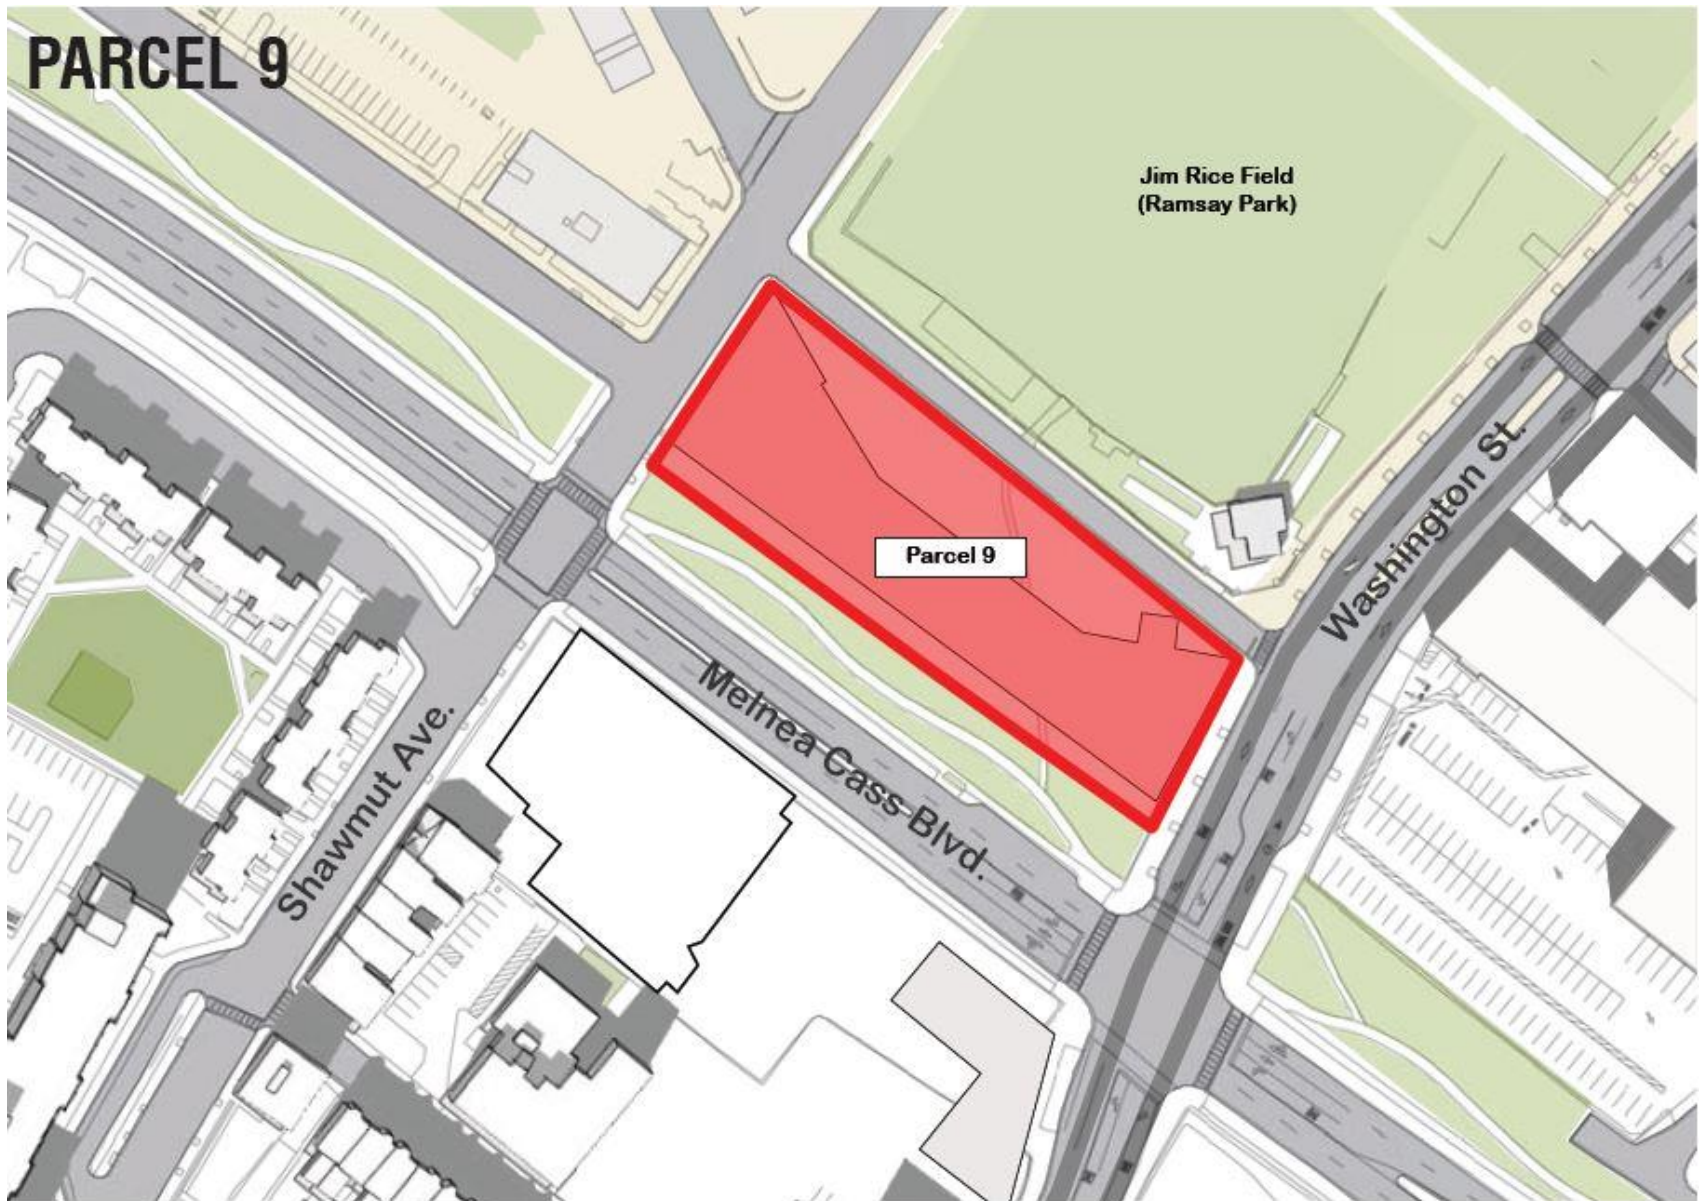 PARCEL 9
Jim Rice Field
(Ramsay Park)
Washington St.
Parcel 9
Melnea Cass Blvd.
Shawmut Ave.